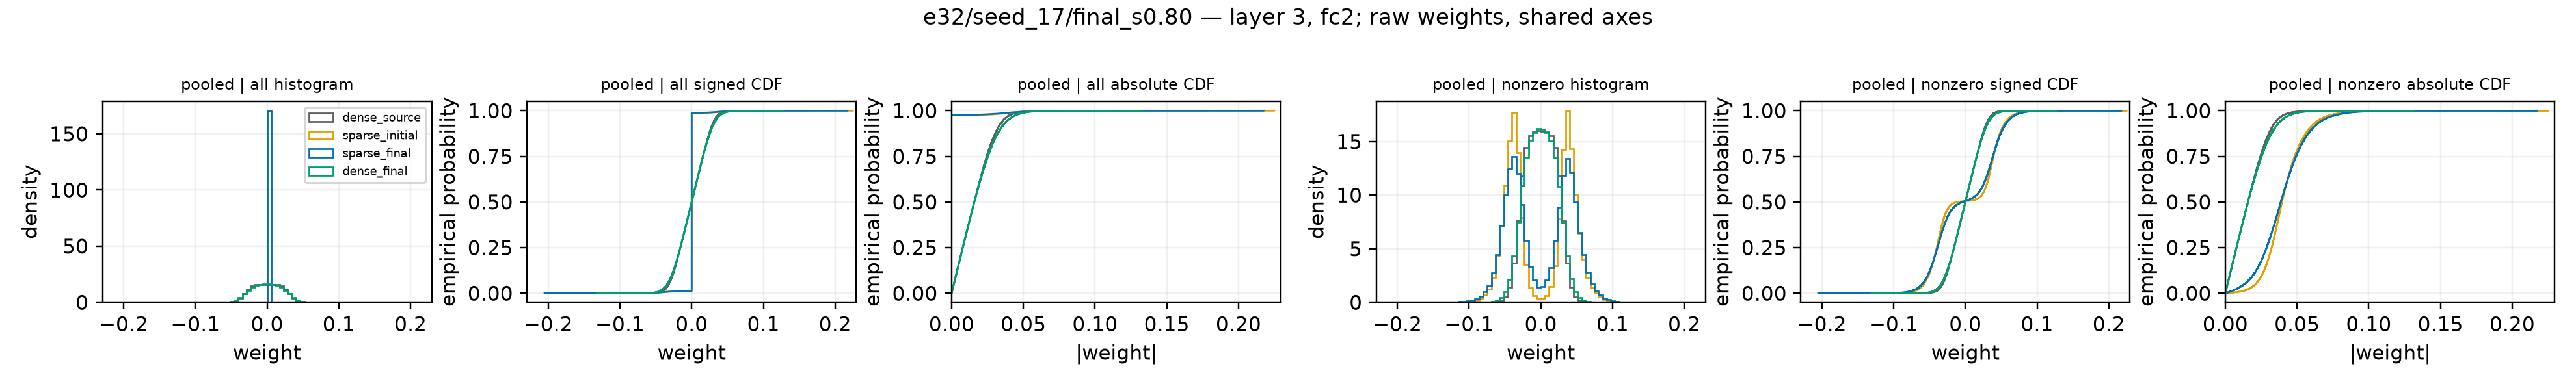 e32/seed_17/final_s0.80 — layer 3, fc2; raw weights, shared axes
pooled | all histogram
density
150
100
50
0
−0.2 −0.1 0.0 0.1 0.2
weight
dense_source
sparse_initial
sparse_final
dense_final
pooled | all signed CDF
empirical probability
1.00
0.75
0.50
0.25
0.00
−0.2 −0.1 0.0 0.1 0.2
weight
pooled | all absolute CDF
empirical probability
1.00
0.75
0.50
0.25
0.00
0.00 0.05 0.10 0.15 0.20
|weight|
pooled | nonzero histogram
density
15
10
5
0
−0.2 −0.1 0.0 0.1 0.2
weight
pooled | nonzero signed CDF
empirical probability
1.00
0.75
0.50
0.25
0.00
−0.2 −0.1 0.0 0.1 0.2
weight
pooled | nonzero absolute CDF
empirical probability
1.00
0.75
0.50
0.25
0.00
0.00 0.05 0.10 0.15 0.20
|weight|